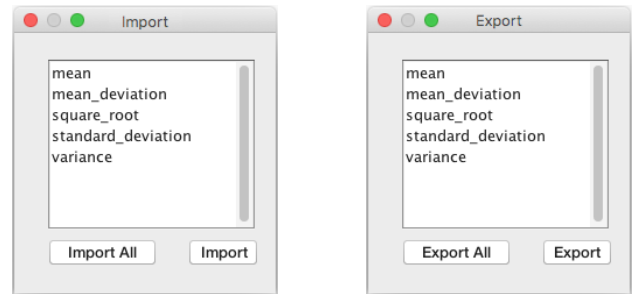 Import
mean
mean_deviation
square_root
standard_deviation
variance
Import All
Import
Export
mean
mean_deviation
square_root
standard_deviation
variance
Export All
Export